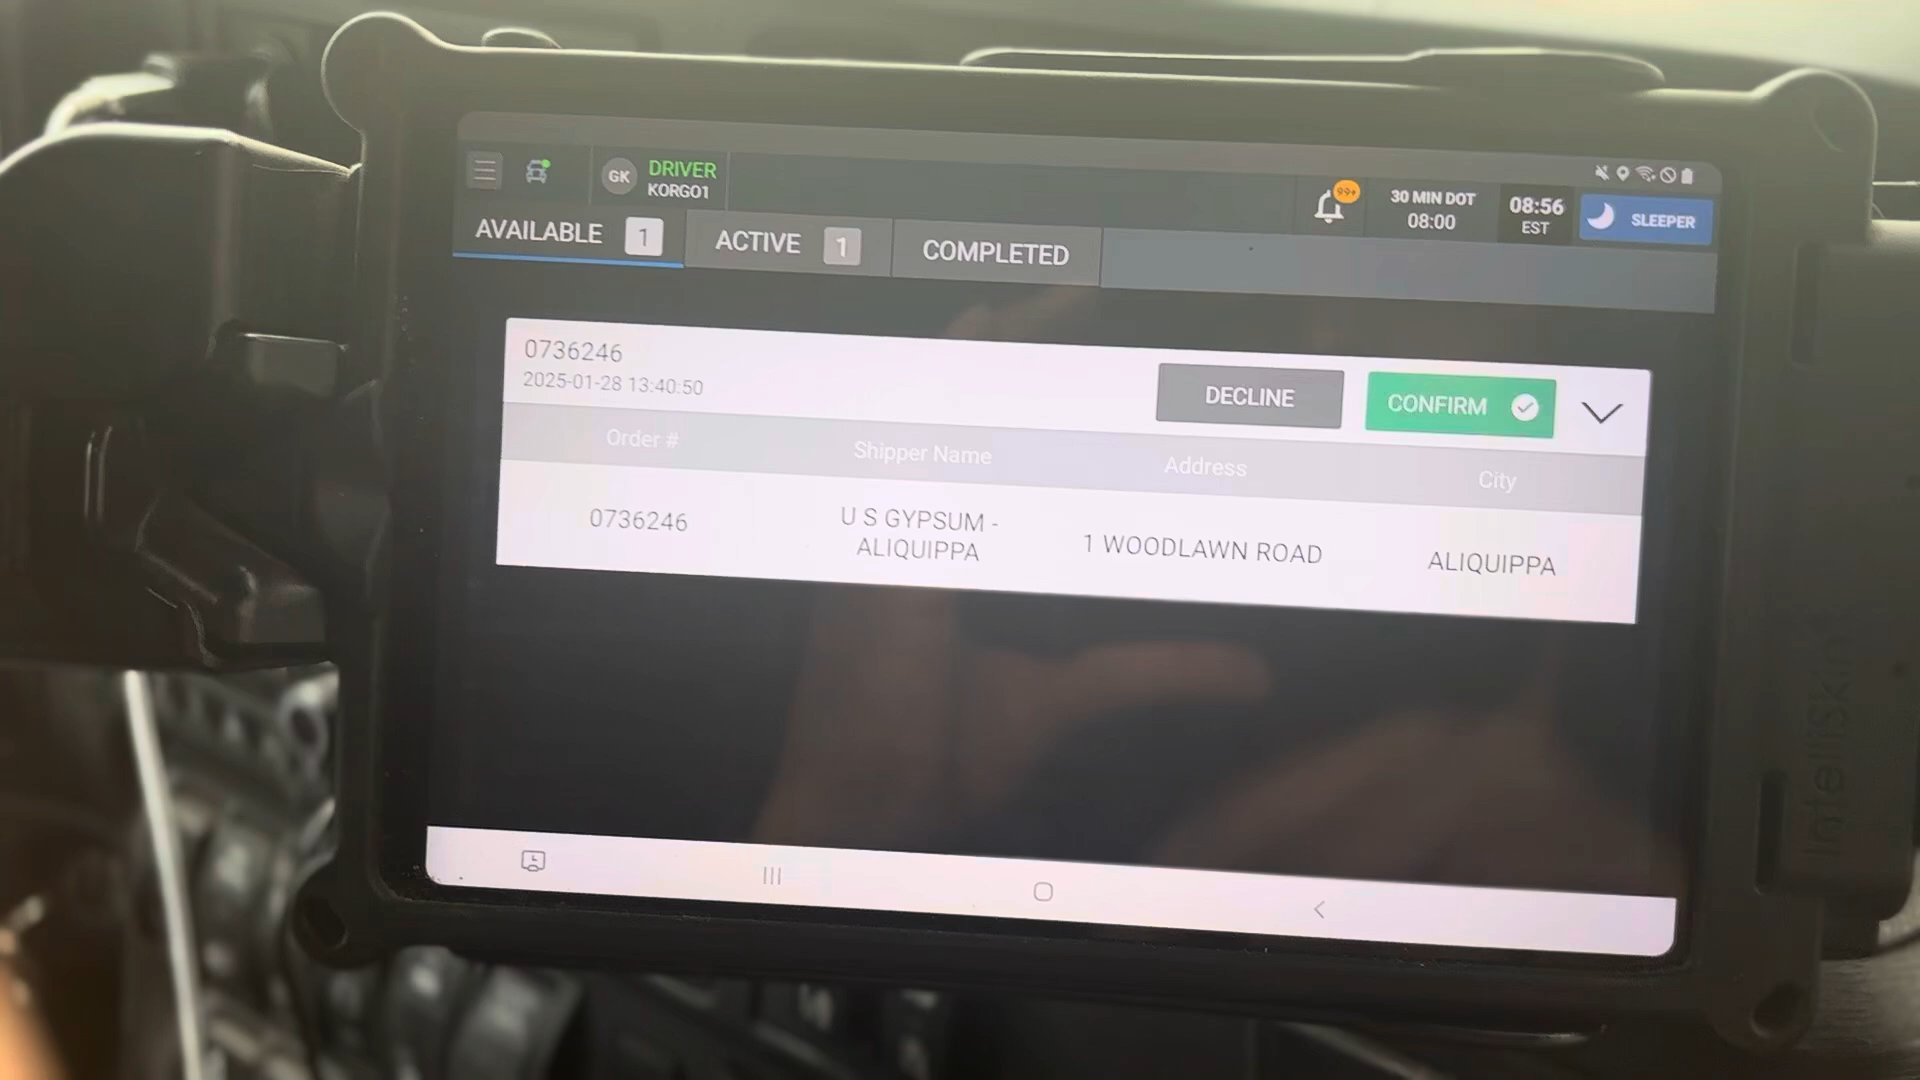 GK
DRIVER
KORGO1
99+
30 MIN DOT
08:00
08:56
EST
SLEEPER
AVAILABLE 1
ACTIVE 1
COMPLETED
0736246
2025-01-28 13:40:50
DECLINE
CONFIRM
Order #
Shipper Name
Address
City
0736246
U S GYPSUM -
ALIQUIPPA
1 WOODLAWN ROAD
ALIQUIPPA
IntelliSkin